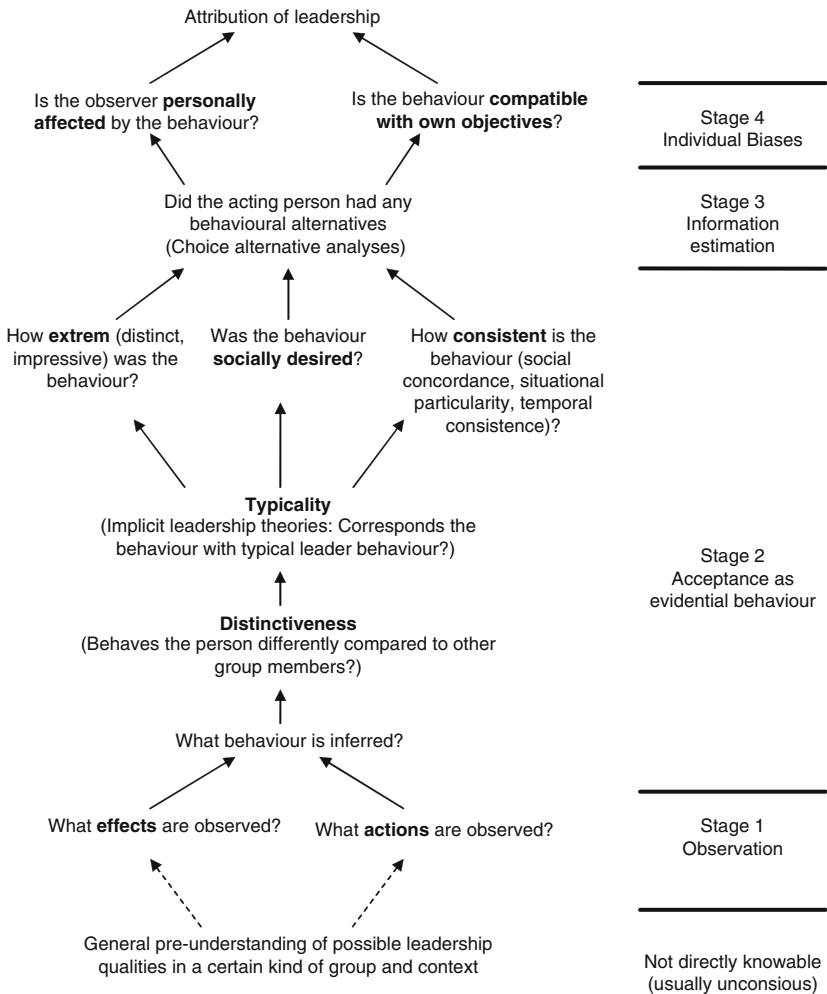 Attribution of leadership
Is the observer personally
affected by the behaviour?
Is the behaviour compatible
with own objectives?
Stage 4
Individual Biases
Did the acting person had any
behavioural alternatives
(Choice alternative analyses)
Stage 3
Information
estimation
How extrem (distinct,
impressive) was the
behaviour?
Was the behaviour
socially desired?
How consistent is the
behaviour (social
concordance, situational
particularity, temporal
consistence)?
Typicality
(Implicit leadership theories: Corresponds the
behaviour with typical leader behaviour?)
Distinctiveness
(Behaves the person differently compared to other
group members?)
What behaviour is inferred?
Stage 2
Acceptance as
evidential behaviour
What effects are observed?
What actions are observed?
Stage 1
Observation
General pre-understanding of possible leadership
qualities in a certain kind of group and context
Not directly knowable
(usually unconsious)